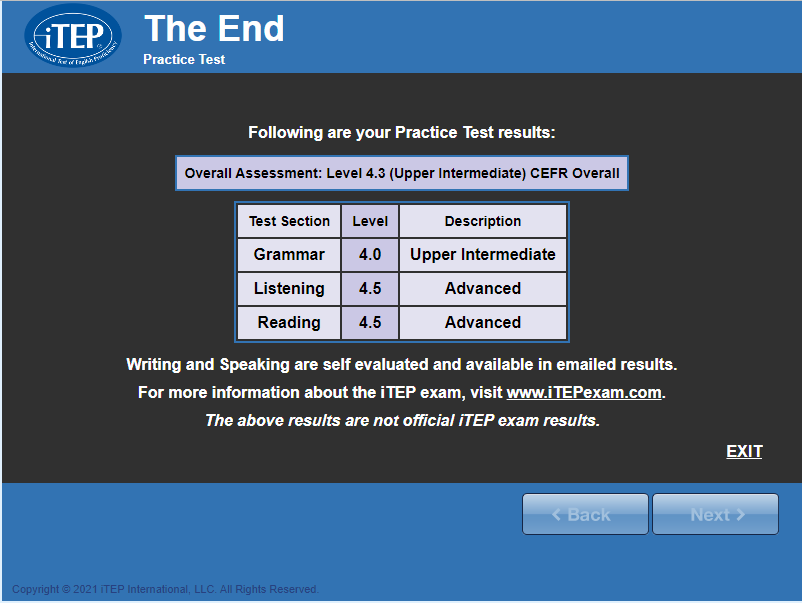 iTEP
International Test of English Proficiency
The End
Practice Test
Following are your Practice Test results:
Overall Assessment: Level 4.3 (Upper Intermediate) CEFR Overall
Test Section Level Description
Grammar 4.0 Upper Intermediate
Listening 4.5 Advanced
Reading 4.5 Advanced
Writing and Speaking are self evaluated and available in emailed results.
For more information about the iTEP exam, visit www.iTEPexam.com.
The above results are not official iTEP exam results.
EXIT
< Back Next >
Copyright © 2021 iTEP International, LLC. All Rights Reserved.